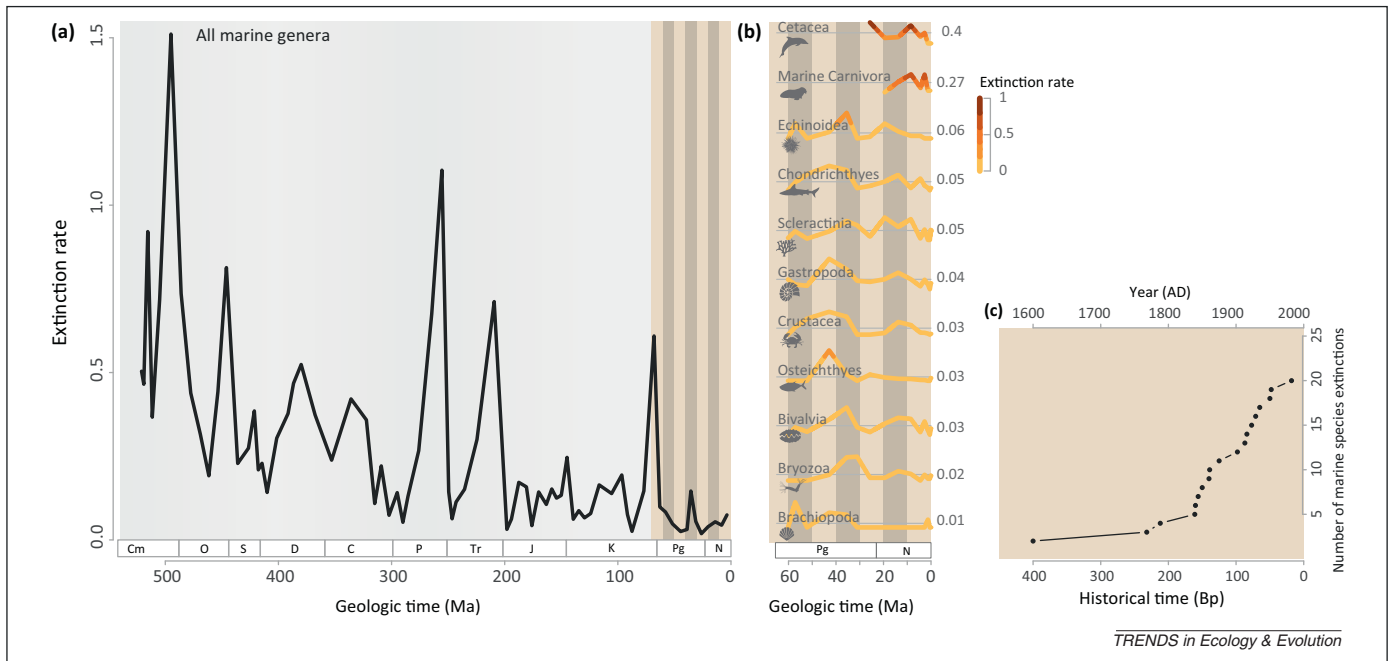 (a)
All marine genera
Extinction rate
1.5
1.0
0.5
0.0
Cm O S D C P Tr J K Pg N
500 400 300 200 100 0
Geologic time (Ma)
(b)
Cetacea 0.4
Marine Carnivora 0.27
Echinoidea 0.06
Chondrichthyes 0.05
Scleractinia 0.05
Gastropoda 0.04
Crustacea 0.03
Osteichthyes 0.03
Bivalvia 0.03
Bryozoa 0.02
Brachiopoda 0.01
Pg N
60 40 20 0
Geologic time (Ma)
Extinction rate
1
0.5
0
(c)
Year (AD)
1600 1700 1800 1900 2000
25
20
15
10
5
Number of marine species extinctions
400 300 200 100 0
Historical time (Bp)
TRENDS in Ecology & Evolution